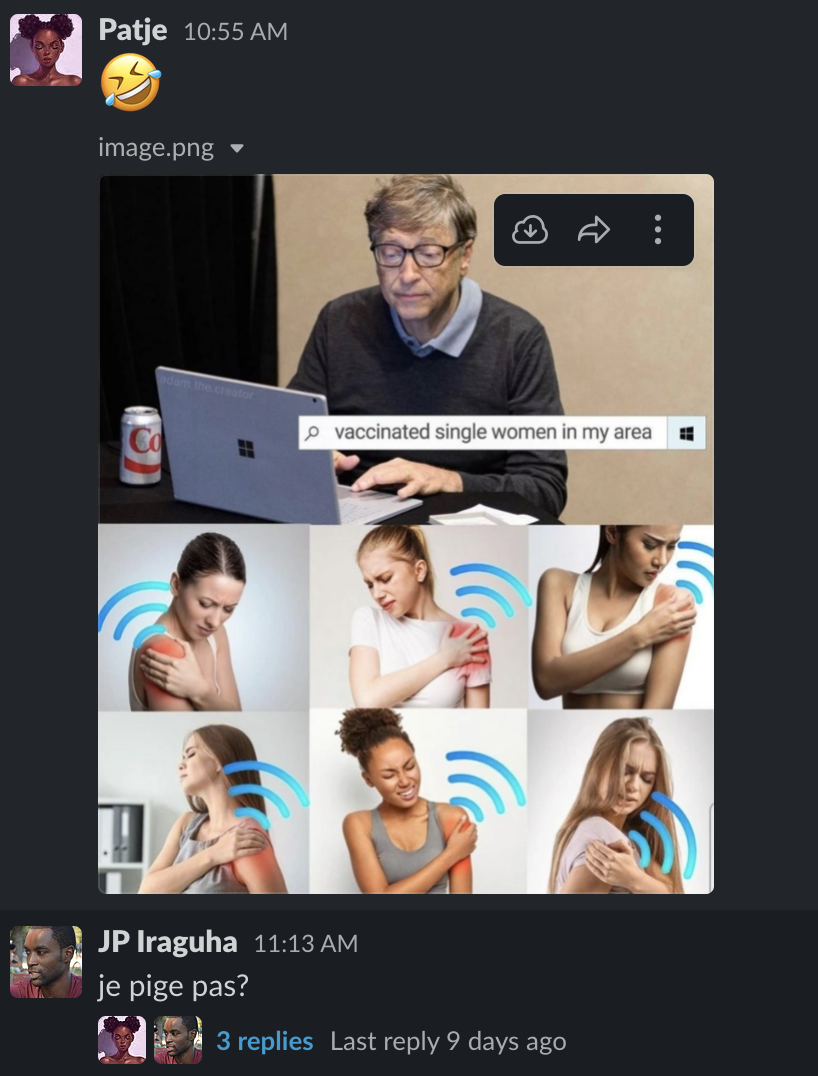 Patje 10:55 AM
image.png
adam the creator
Co
vaccinated single women in my area
JP Iraguha 11:13 AM
je pige pas?
3 replies Last reply 9 days ago